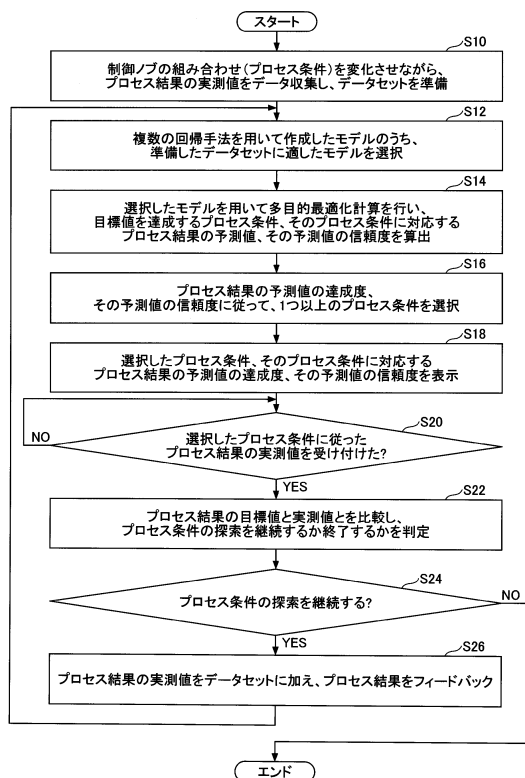 スタート
S10
制御ノブの組み合わせ(プロセス条件)を変化させながら、
プロセス結果の実測値をデータ収集し、データセットを準備
S12
複数の回帰手法を用いて作成したモデルのうち、
準備したデータセットに適したモデルを選択
S14
選択したモデルを用いて多目的最適化計算を行い、
目標値を達成するプロセス条件、そのプロセス条件に対応する
プロセス結果の予測値、その予測値の信頼度を算出
S16
プロセス結果の予測値の達成度、
その予測値の信頼度に従って、1つ以上のプロセス条件を選択
S18
選択したプロセス条件、そのプロセス条件に対応する
プロセス結果の予測値の達成度、その予測値の信頼度を表示
S20
NO
選択したプロセス条件に従った
プロセス結果の実測値を受け付けた?
YES
S22
プロセス結果の目標値と実測値とを比較し、
プロセス条件の探索を継続するか終了するかを判定
S24
プロセス条件の探索を継続する?
NO
YES
S26
プロセス結果の実測値をデータセットに加え、プロセス結果をフィードバック
エンド